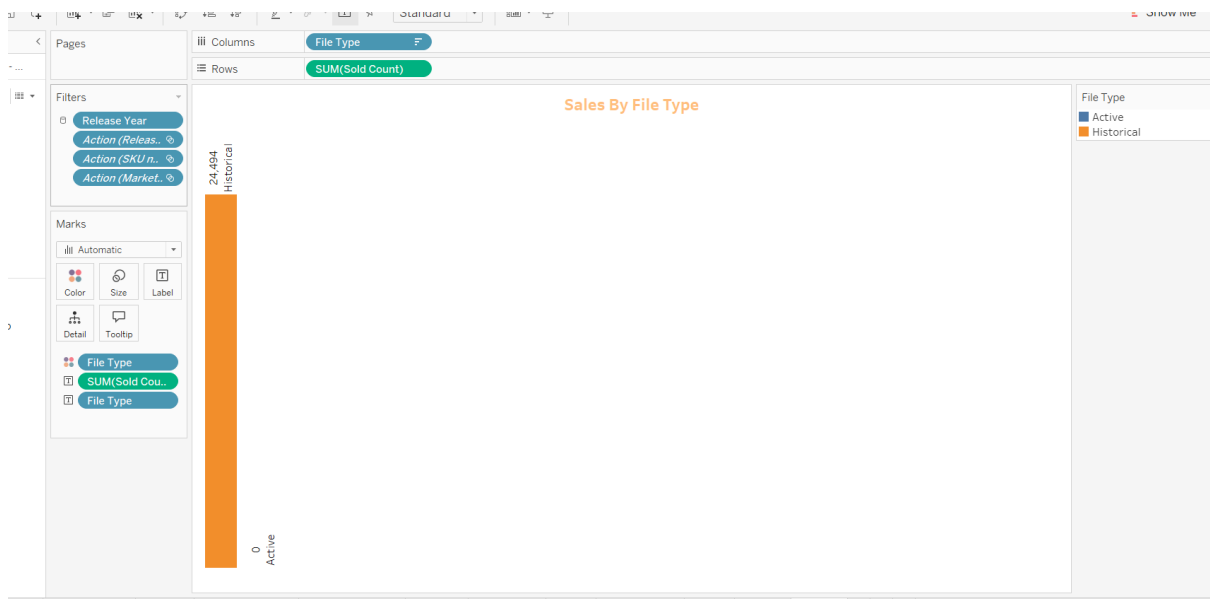 Standard
Show Me
Pages
Columns
File Type
Rows
SUM(Sold Count)
Filters
Release Year
Action (Releas..
Action (SKU n..
Action (Market..
Marks
Automatic
Color
Size
Label
Detail
Tooltip
File Type
SUM(Sold Cou..
File Type
Sales By File Type
24,494
Historical
0
Active
File Type
Active
Historical